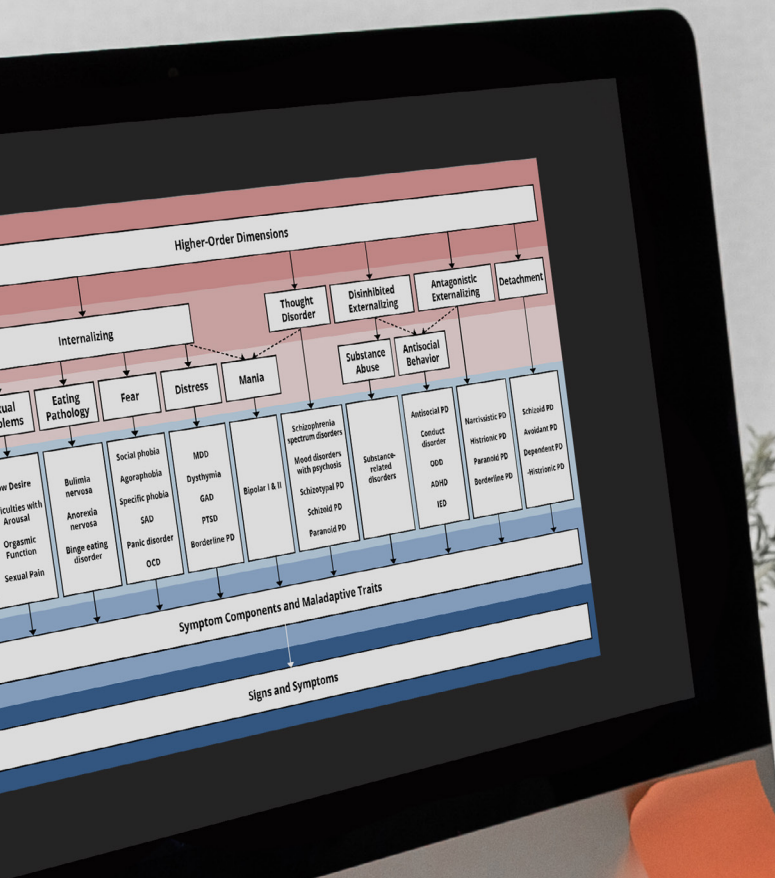 Higher-Order Dimensions
Thought
Disorder
Disinhibited
Externalizing
Antagonistic
Externalizing
Detachment
Internalizing
Substance
Abuse
Antisocial
Behavior
Eating
Pathology
Fear
Distress
Mania
Arousal
Orgasmic
Function
Sexual Pain
Bulimia
nervosa
Anorexia
nervosa
Binge eating
disorder
Social phobia
Agoraphobia
Specific phobia
SAD
Panic disorder
OCD
MDD
Dysthymia
GAD
PTSD
Borderline PD
Bipolar I & II
Schizophrenia
spectrum disorders
Mood disorders
with psychosis
Schizotypal PD
Schizoid PD
Paranoid PD
Substance-
related
disorders
Antisocial PD
Conduct
disorder
ODD
ADHD
IED
Narcissistic PD
Histrionic PD
Paranoid PD
Borderline PD
Schizoid PD
Avoidant PD
Dependent PD
-Histrionic PD
Symptom Components and Maladaptive Traits
Signs and Symptoms